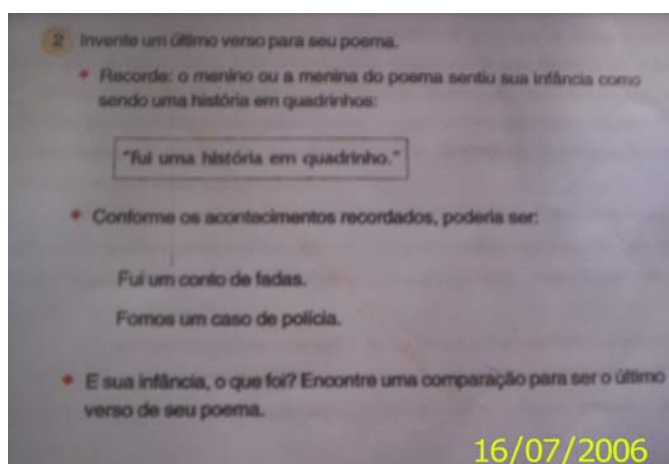 2 Invente um último verso para seu poema.
• Recorde: o menino ou a menina do poema sentiu sua infância como
sendo uma história em quadrinhos:
"Fui uma história em quadrinho."
• Conforme os acontecimentos recordados, poderia ser:
Fui um conto de fadas.
Fomos um caso de polícia.
• E sua infância, o que foi? Encontre uma comparação para ser o último
verso de seu poema.
16/07/2006